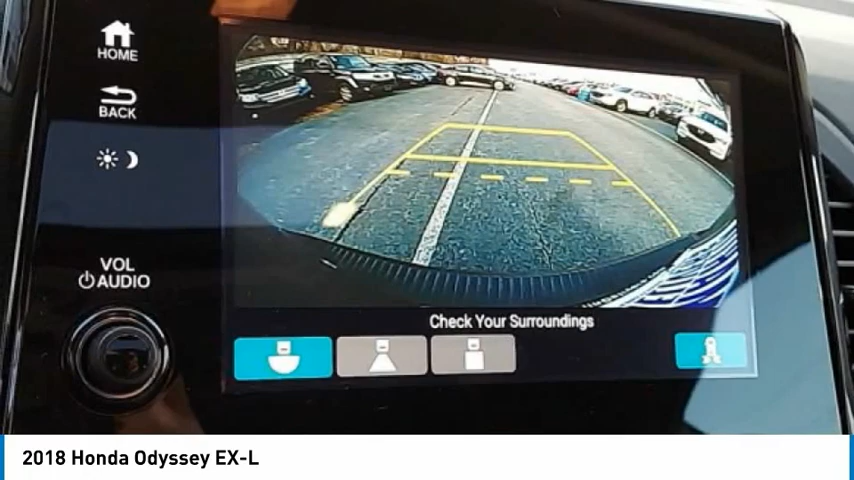 HOME
BACK
VOL
AUDIO
Check Your Surroundings
2018 Honda Odyssey EX-L